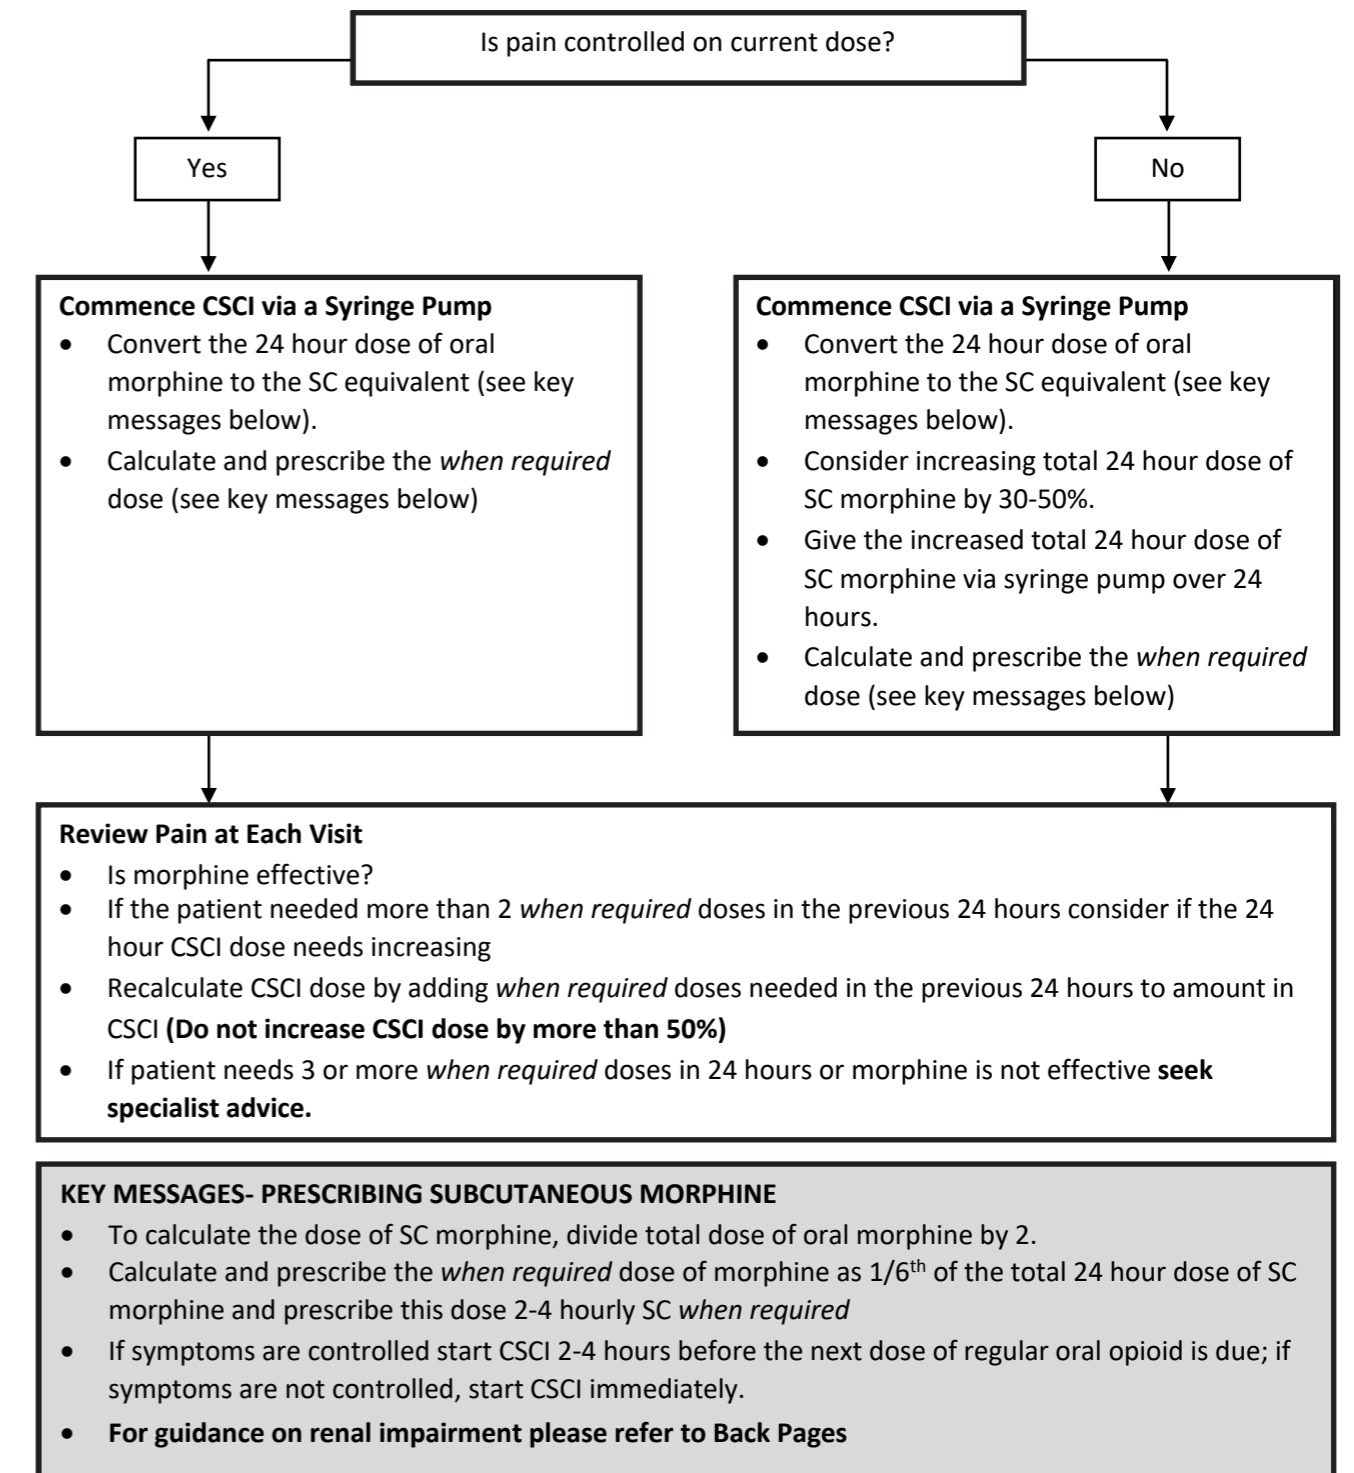 Is pain controlled on current dose?
Yes
No
Commence CSCI via a Syringe Pump
• Convert the 24 hour dose of oral
morphine to the SC equivalent (see key
messages below).
• Calculate and prescribe the when required
dose (see key messages below)
Commence CSCI via a Syringe Pump
• Convert the 24 hour dose of oral
morphine to the SC equivalent (see key
messages below).
• Consider increasing total 24 hour dose of
SC morphine by 30-50%.
• Give the increased total 24 hour dose of
SC morphine via syringe pump over 24
hours.
• Calculate and prescribe the when required
dose (see key messages below)
Review Pain at Each Visit
• Is morphine effective?
• If the patient needed more than 2 when required doses in the previous 24 hours consider if the 24
hour CSCI dose needs increasing
• Recalculate CSCI dose by adding when required doses needed in the previous 24 hours to amount in
CSCI (Do not increase CSCI dose by more than 50%)
• If patient needs 3 or more when required doses in 24 hours or morphine is not effective seek
specialist advice.
KEY MESSAGES- PRESCRIBING SUBCUTANEOUS MORPHINE
• To calculate the dose of SC morphine, divide total dose of oral morphine by 2.
• Calculate and prescribe the when required dose of morphine as 1/6th of the total 24 hour dose of SC
morphine and prescribe this dose 2-4 hourly SC when required
• If symptoms are controlled start CSCI 2-4 hours before the next dose of regular oral opioid is due; if
symptoms are not controlled, start CSCI immediately.
• For guidance on renal impairment please refer to Back Pages